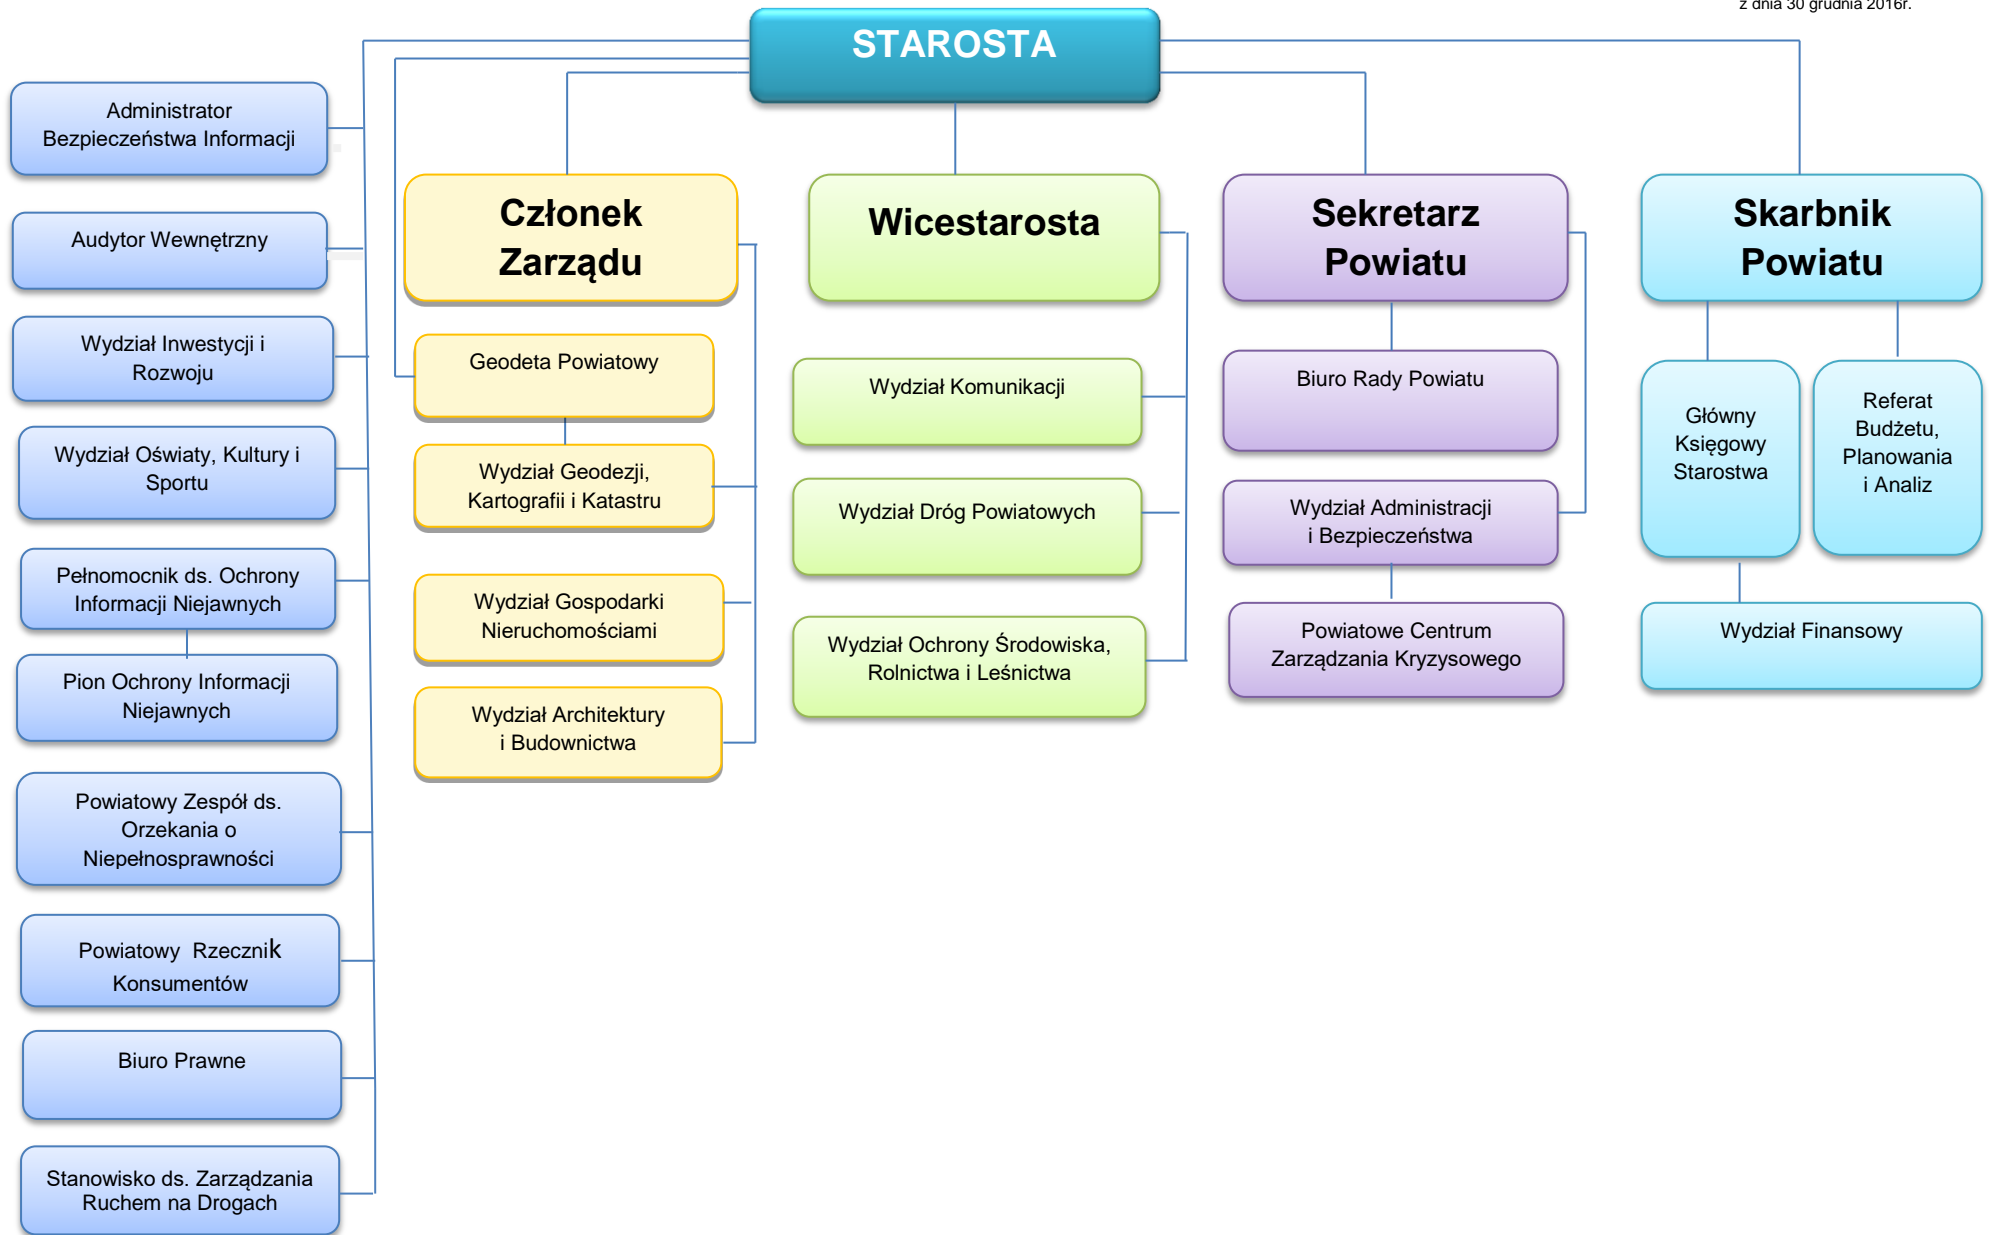 z dnia 30 grudnia 2016r.
STAROSTA
Administrator
Bezpieczeństwa Informacji
Audytor Wewnętrzny
Wydział Inwestycji i
Rozwoju
Wydział Oświaty, Kultury i
Sportu
Pełnomocnik ds. Ochrony
Informacji Niejawnych
Pion Ochrony Informacji
Niejawnych
Powiatowy Zespół ds.
Orzekania o
Niepełnosprawności
Powiatowy Rzecznik
Konsumentów
Biuro Prawne
Stanowisko ds. Zarządzania
Ruchem na Drogach
Członek
Zarządu
Geodeta Powiatowy
Wydział Geodezji,
Kartografii i Katastru
Wydział Gospodarki
Nieruchomościami
Wydział Architektury
i Budownictwa
Wicestarosta
Wydział Komunikacji
Wydział Dróg Powiatowych
Wydział Ochrony Środowiska,
Rolnictwa i Leśnictwa
Sekretarz
Powiatu
Biuro Rady Powiatu
Wydział Administracji
i Bezpieczeństwa
Powiatowe Centrum
Zarządzania Kryzysowego
Skarbnik
Powiatu
Główny
Księgowy
Starostwa
Referat
Budżetu,
Planowania
i Analiz
Wydział Finansowy